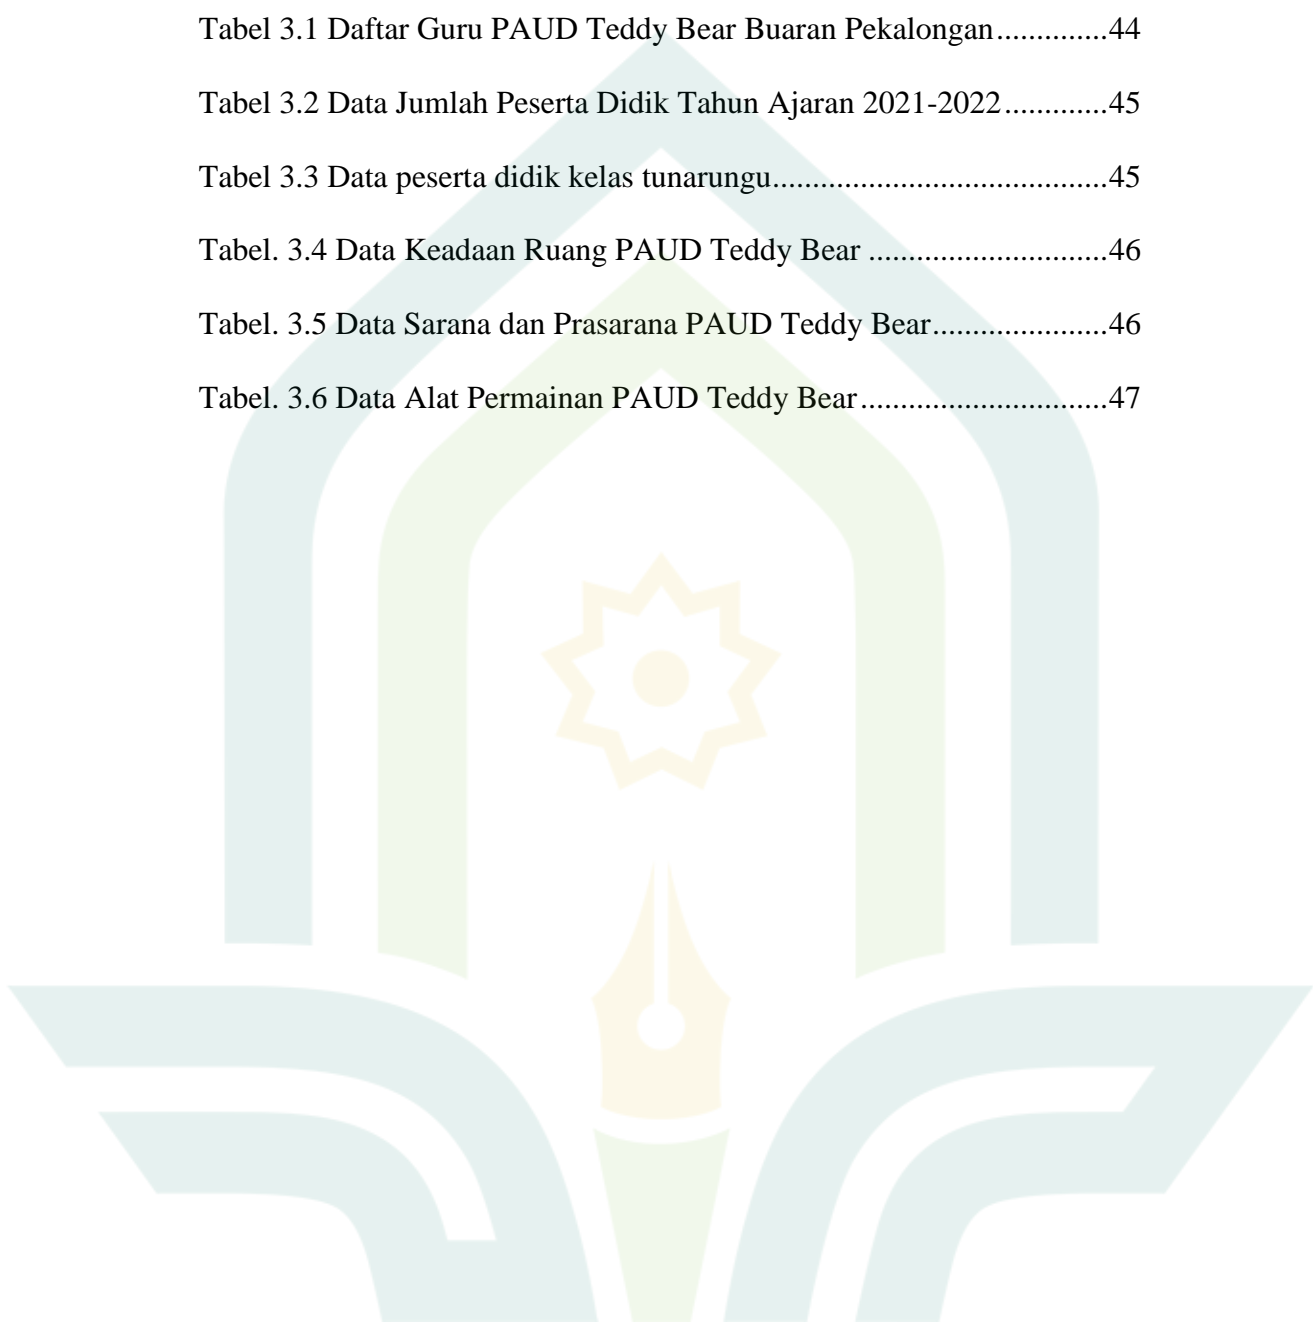 Tabel 3.1 Daftar Guru PAUD Teddy Bear Buaran Pekalongan..............44
Tabel 3.2 Data Jumlah Peserta Didik Tahun Ajaran 2021-2022.............45
Tabel 3.3 Data peserta didik kelas tunarungu..........................................45
Tabel. 3.4 Data Keadaan Ruang PAUD Teddy Bear ..............................46
Tabel. 3.5 Data Sarana dan Prasarana PAUD Teddy Bear......................46
Tabel. 3.6 Data Alat Permainan PAUD Teddy Bear...............................47